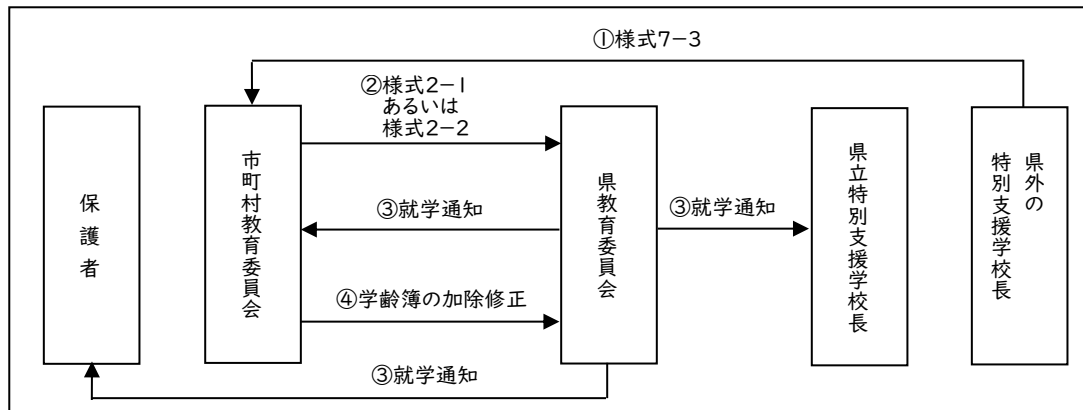 ①様式7-3
②様式2-1
あるいは
様式2-2
保護者
市町村教育委員会
③就学通知
④学齢簿の加除修正
県教育委員会
③就学通知
県立特別支援学校長
県外の
特別支援学校長
③就学通知